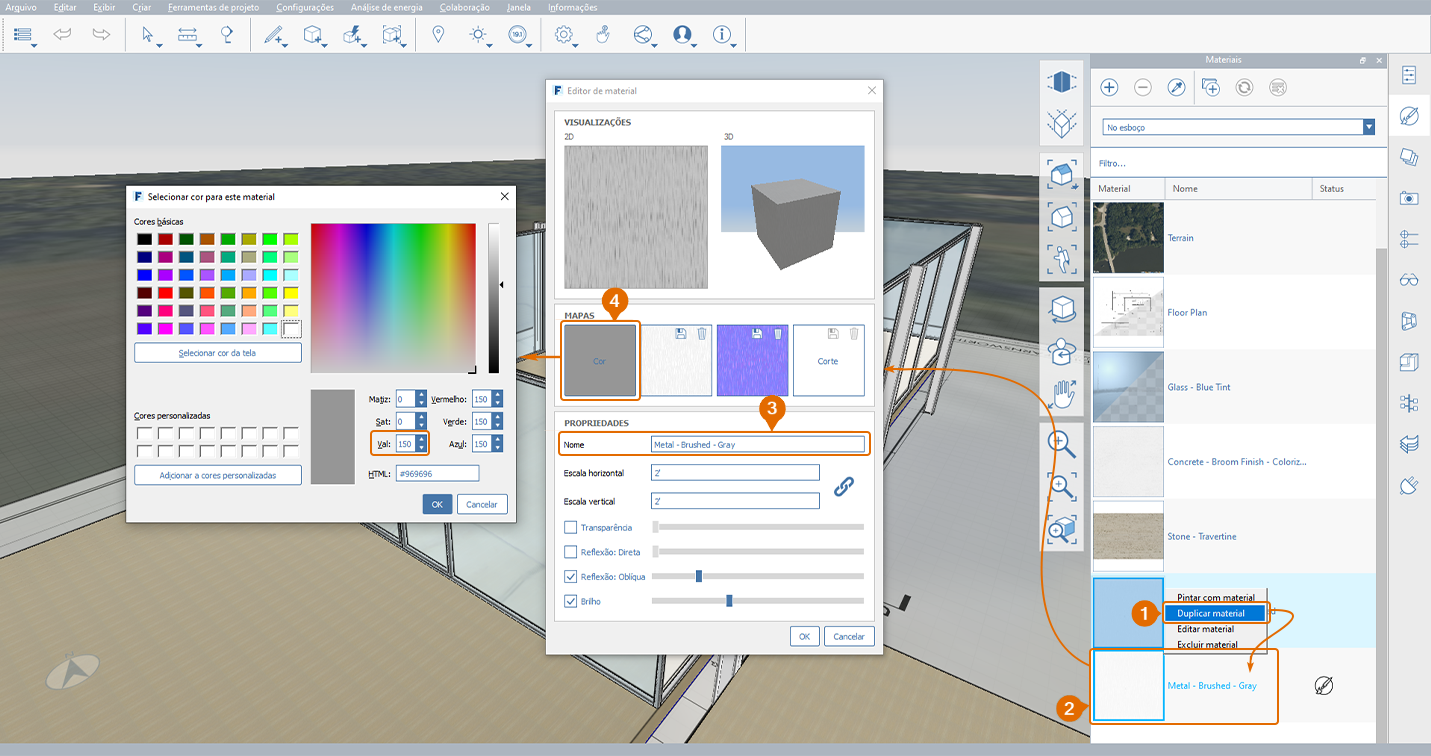 Arquivo Editar Exibir Criar Ferramentas de projeto Configurações Análise de energia Colaboração Janela Informações
19.1
Materiais
No esboço
Filtro...
Material Nome Status
Terrain
Floor Plan
Glass - Blue Tint
Concrete - Broom Finish - Coloriz...
Stone - Travertine
1
Pintar com material
Duplicar material
Editar material
Excluir material
d
2
Metal - Brushed - Gray
F Editor de material
VISUALIZAÇÕES
2D 3D
4
MAPAS
Cor Corte
3
PROPRIEDADES
Nome Metal - Brushed - Gray
Escala horizontal 2'
Escala vertical 2'
Transparência
Reflexão: Direta
Reflexão: Oblíqua
Brilho
OK Cancelar
F Selecionar cor para este material
Cores básicas
Selecionar cor da tela
Cores personalizadas
Adicionar a cores personalizadas
Matiz: 0 Vermelho: 150
Sat: 0 Verde: 150
Val: 150 Azul: 150
HTML: #969696
OK Cancelar